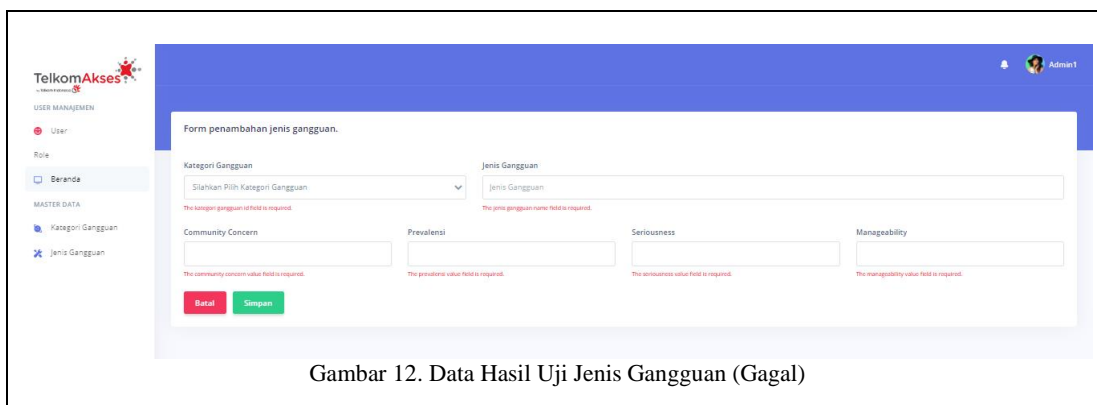 TelkomAkses
Admin1
USER MANAJEMEN
User
Role
Beranda
MASTER DATA
Kategori Gangguan
Jenis Gangguan
Form penambahan jenis gangguan.
Kategori Gangguan Jenis Gangguan
Silahkan Pilih Kategori Gangguan Jenis Gangguan
The kategori gangguan id field is required. The jenis gangguan name field is required.
Community Concern Prevalensi Seriousness Manageability
The community concern value field is required. The prevalensi value field is required. The seriousness value field is required. The manageability value field is required.
Batal Simpan
Gambar 12. Data Hasil Uji Jenis Gangguan (Gagal)